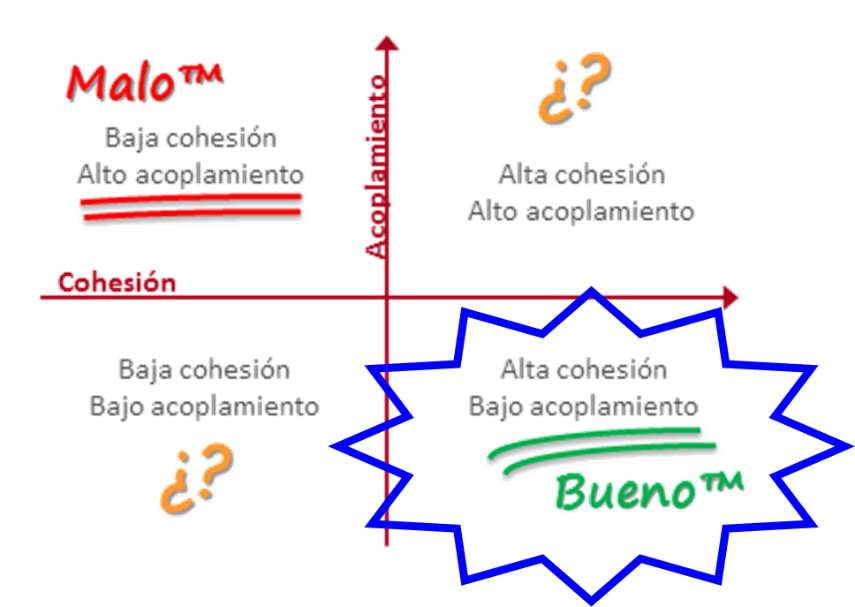 Malo™
Baja cohesión
Alto acoplamiento
Acoplamiento
¿?
Alta cohesión
Alto acoplamiento
Cohesión
Baja cohesión
Bajo acoplamiento
¿?
Alta cohesión
Bajo acoplamiento
Bueno™